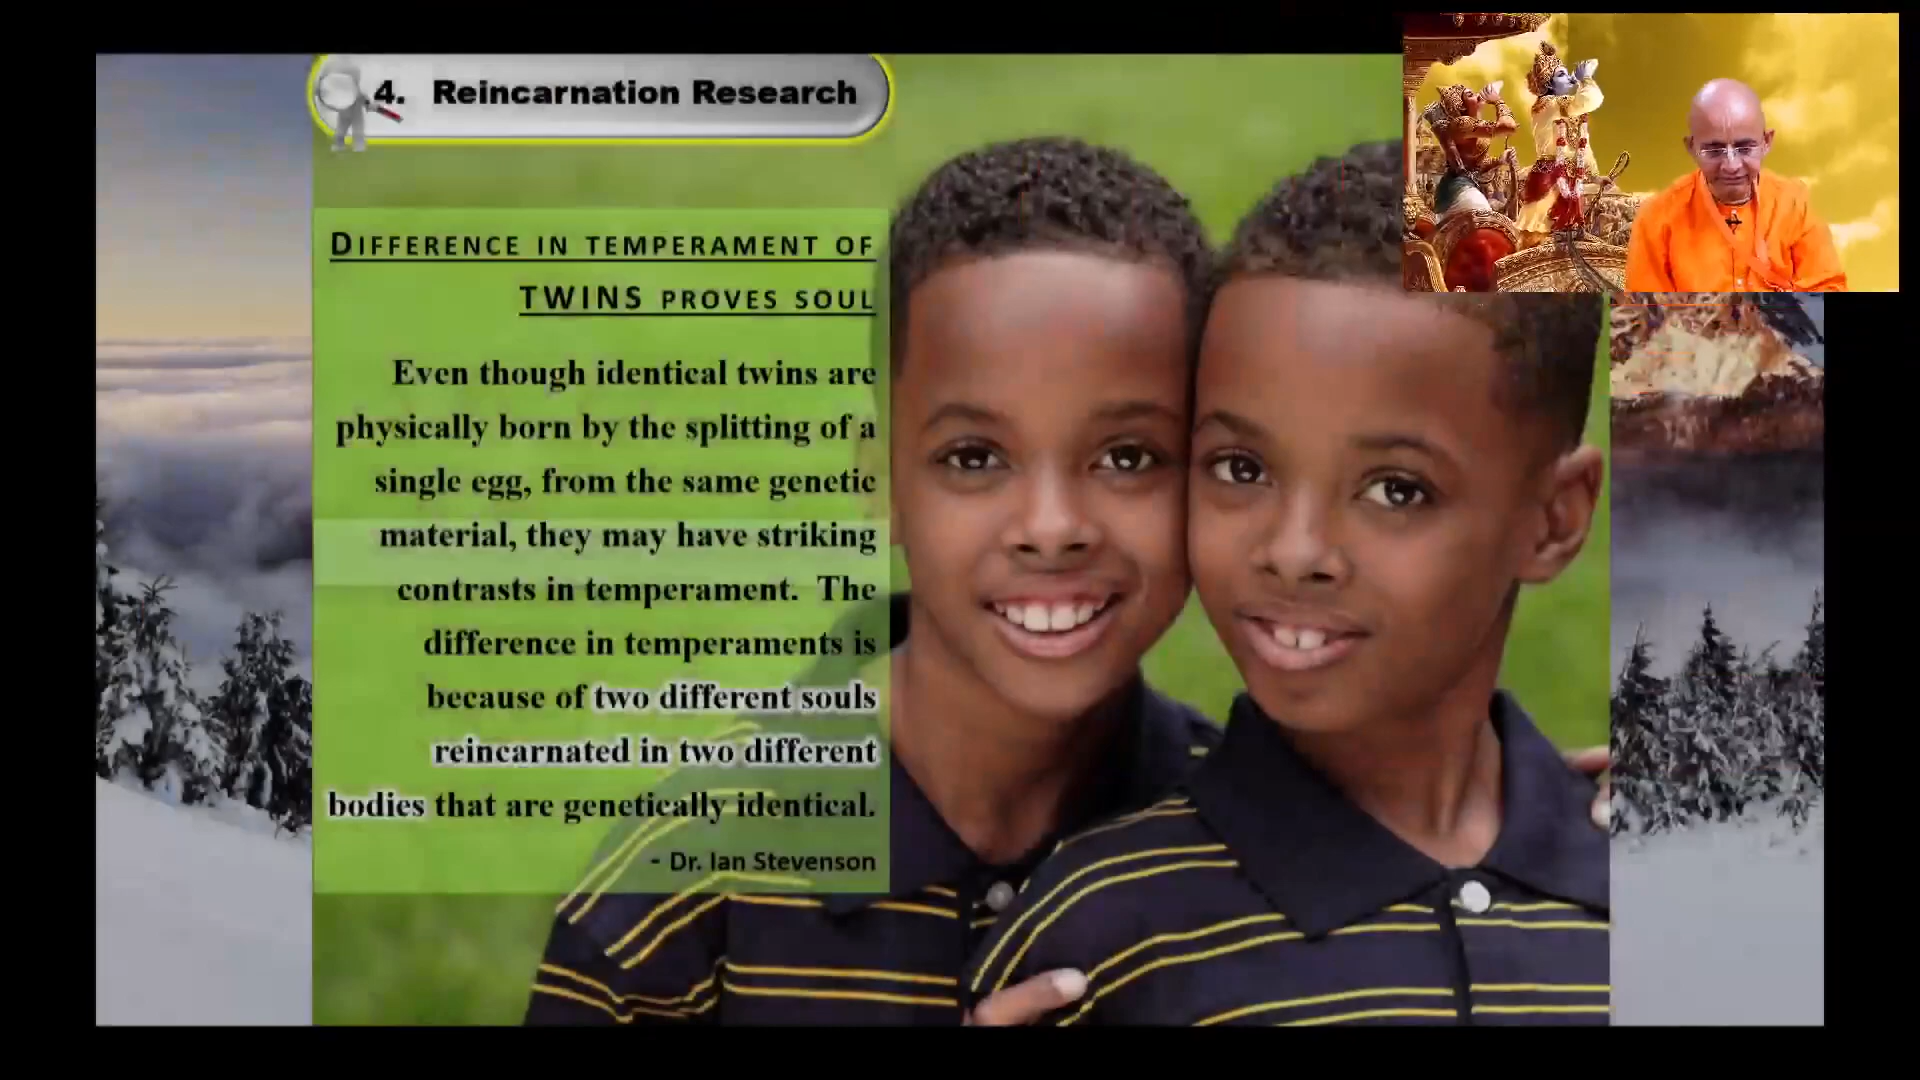 4. Reincarnation Research
DIFFERENCE IN TEMPERAMENT OF
TWINS PROVES SOUL
Even though identical twins are
physically born by the splitting of a
single egg, from the same genetic
material, they may have striking
contrasts in temperament. The
difference in temperaments is
because of two different souls
reincarnated in two different
bodies that are genetically identical.
- Dr. Ian Stevenson